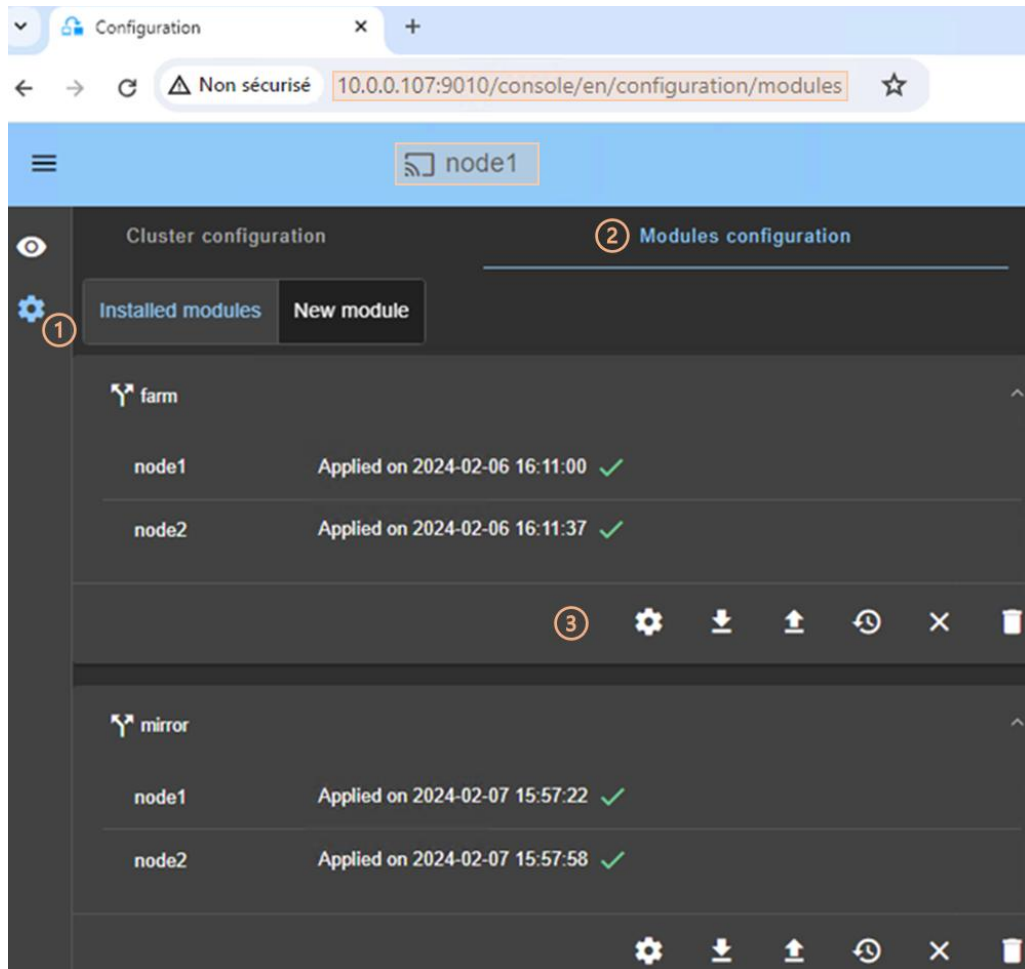 Configuration
Non sécurisé 10.0.0.107:9010/console/en/configuration/modules
node1
Cluster configuration 2 Modules configuration
1 Installed modules New module
farm
node1 Applied on 2024-02-06 16:11:00
node2 Applied on 2024-02-06 16:11:37
3
mirror
node1 Applied on 2024-02-07 15:57:22
node2 Applied on 2024-02-07 15:57:58